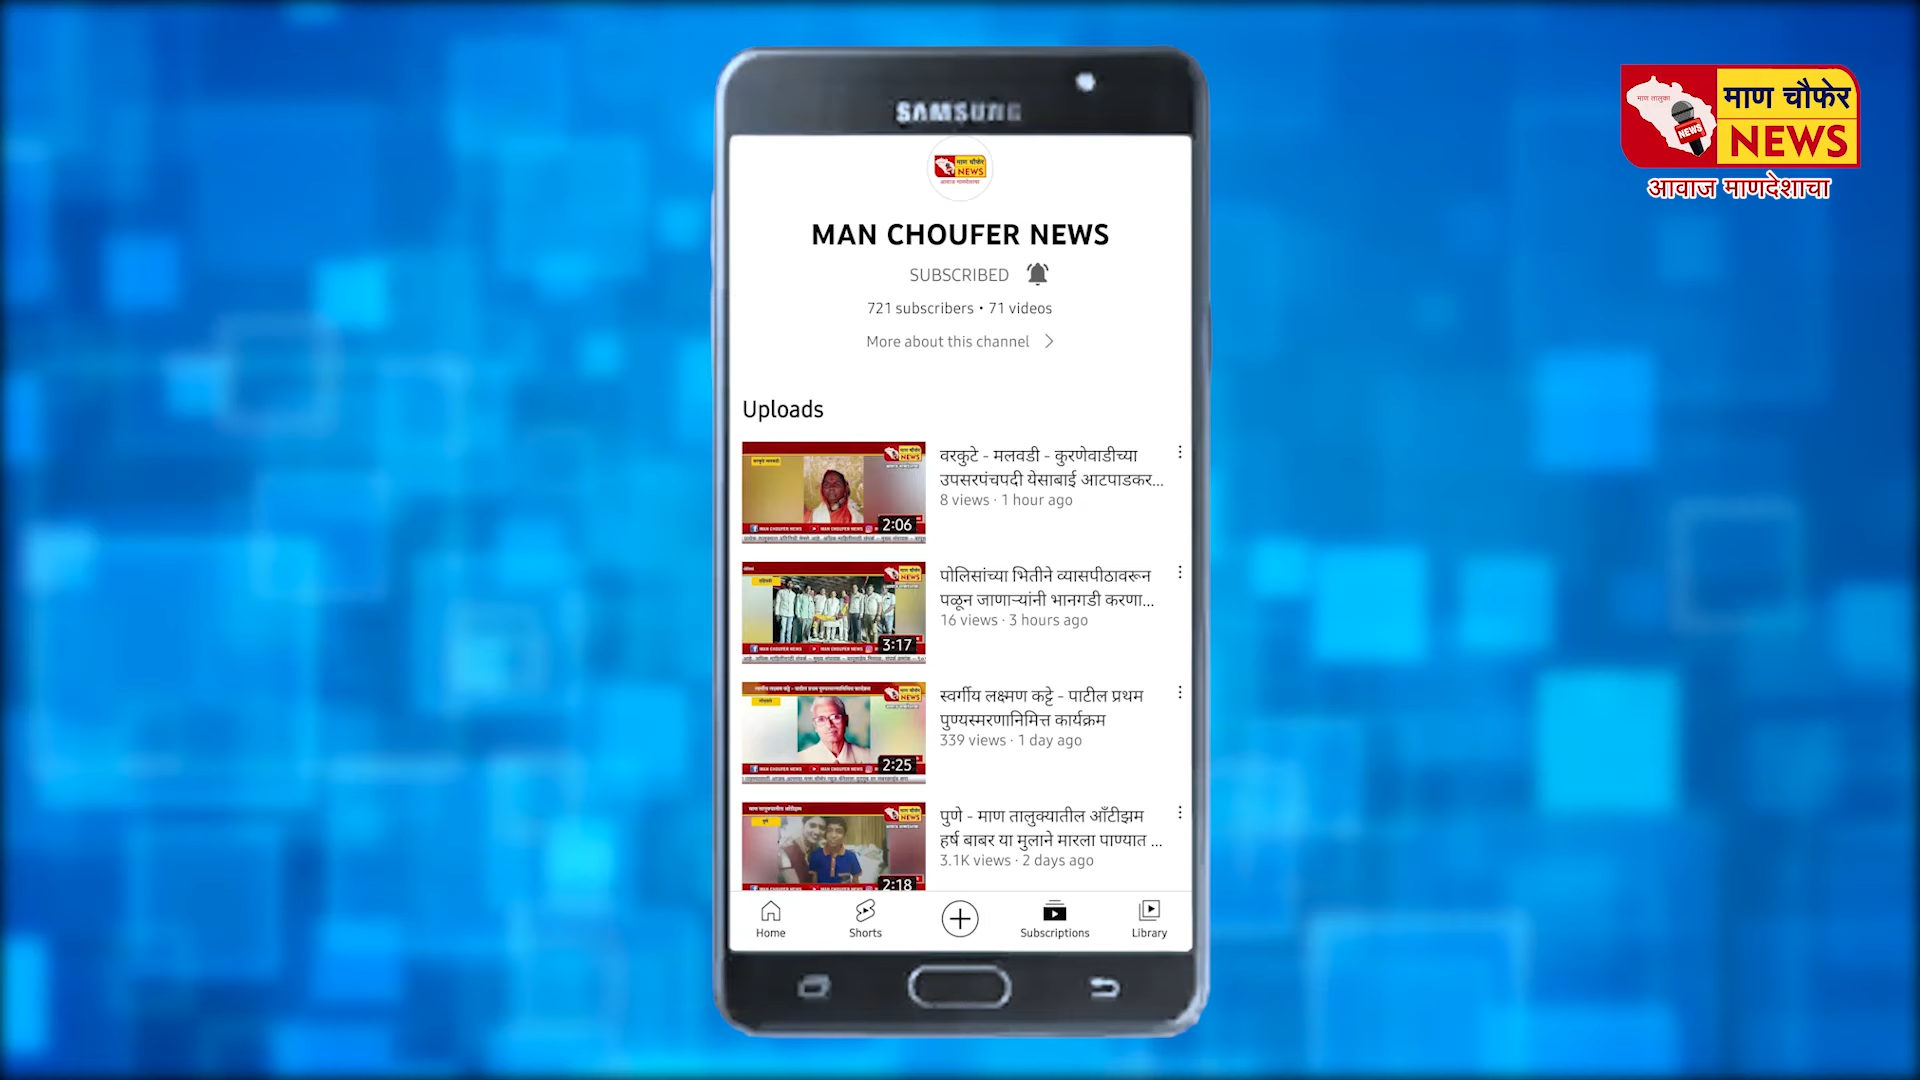 SAMSUNG
माण तालुका
NEWS
माण चौफेर
NEWS
आवाज माणदेशाचा
माण चौफेर
NEWS
MAN CHOUFER NEWS
SUBSCRIBED
721 subscribers • 71 videos
More about this channel
Uploads
वरकुटे - मलवडी - कुरणेवाडीच्या
उपसरपंचपदी येसाबाई आटपाडकर...
8 views · 1 hour ago
2:06
पोलिसांच्या भितीने व्यासपीठावरून
पळून जाणाऱ्यांनी भानगडी करणा...
16 views · 3 hours ago
3:17
स्वर्गीय लक्ष्मण कट्टे - पाटील प्रथम
पुण्यस्मरणानिमित्त कार्यक्रम
339 views · 1 day ago
2:25
पुणे - माण तालुक्यातील ऑटीझम
हर्ष बाबर या मुलाने मारला पाण्यात ...
3.1K views · 2 days ago
2:18
Home
Shorts
Subscriptions
Library